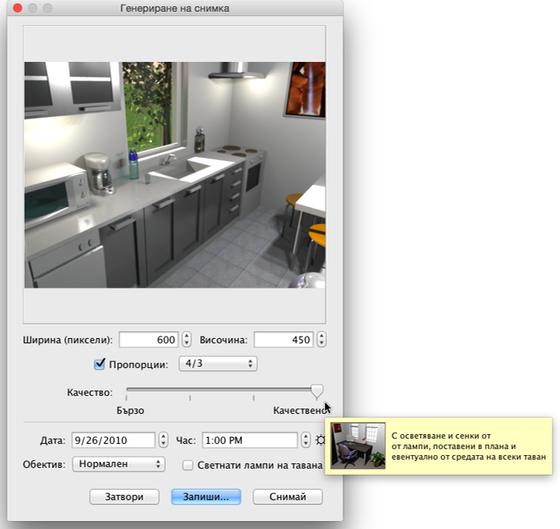 Генериране на снимка
Ширина (пиксели): 600 Височина: 450
Пропорции: 4/3
Качество:
Бързо Качествено
Дата: 9/26/2010 Час: 1:00 PM
Обектив: Нормален Светнати лампи на тавана
С осветяване и сенки от
от лампи, поставени в плана и
евентуално от средата на всеки таван
Затвори Запиши... Снимай